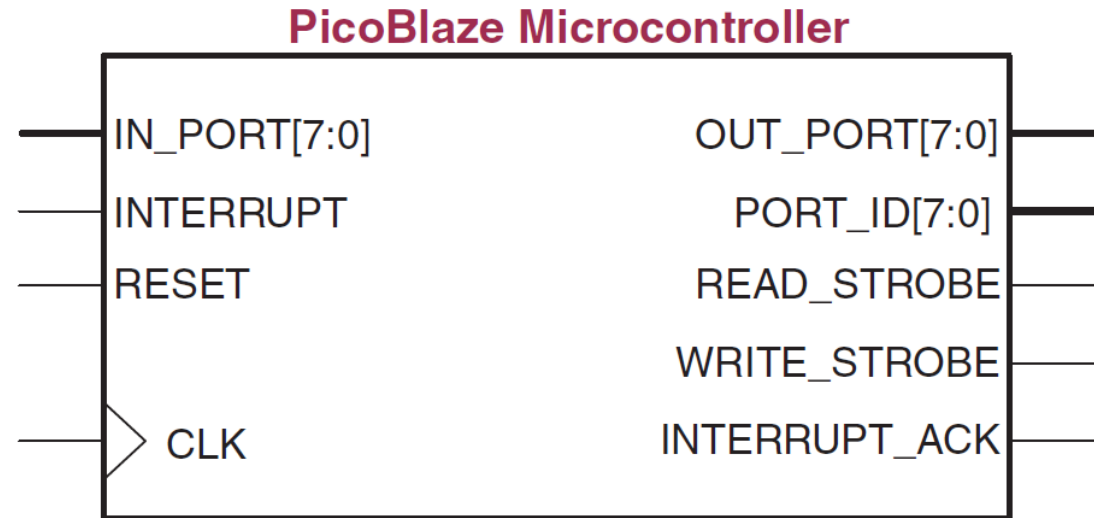 PicoBlaze Microcontroller
IN_PORT[7:0]
OUT_PORT[7:0]
INTERRUPT
PORT_ID[7:0]
RESET
READ_STROBE
WRITE_STROBE
CLK
INTERRUPT_ACK